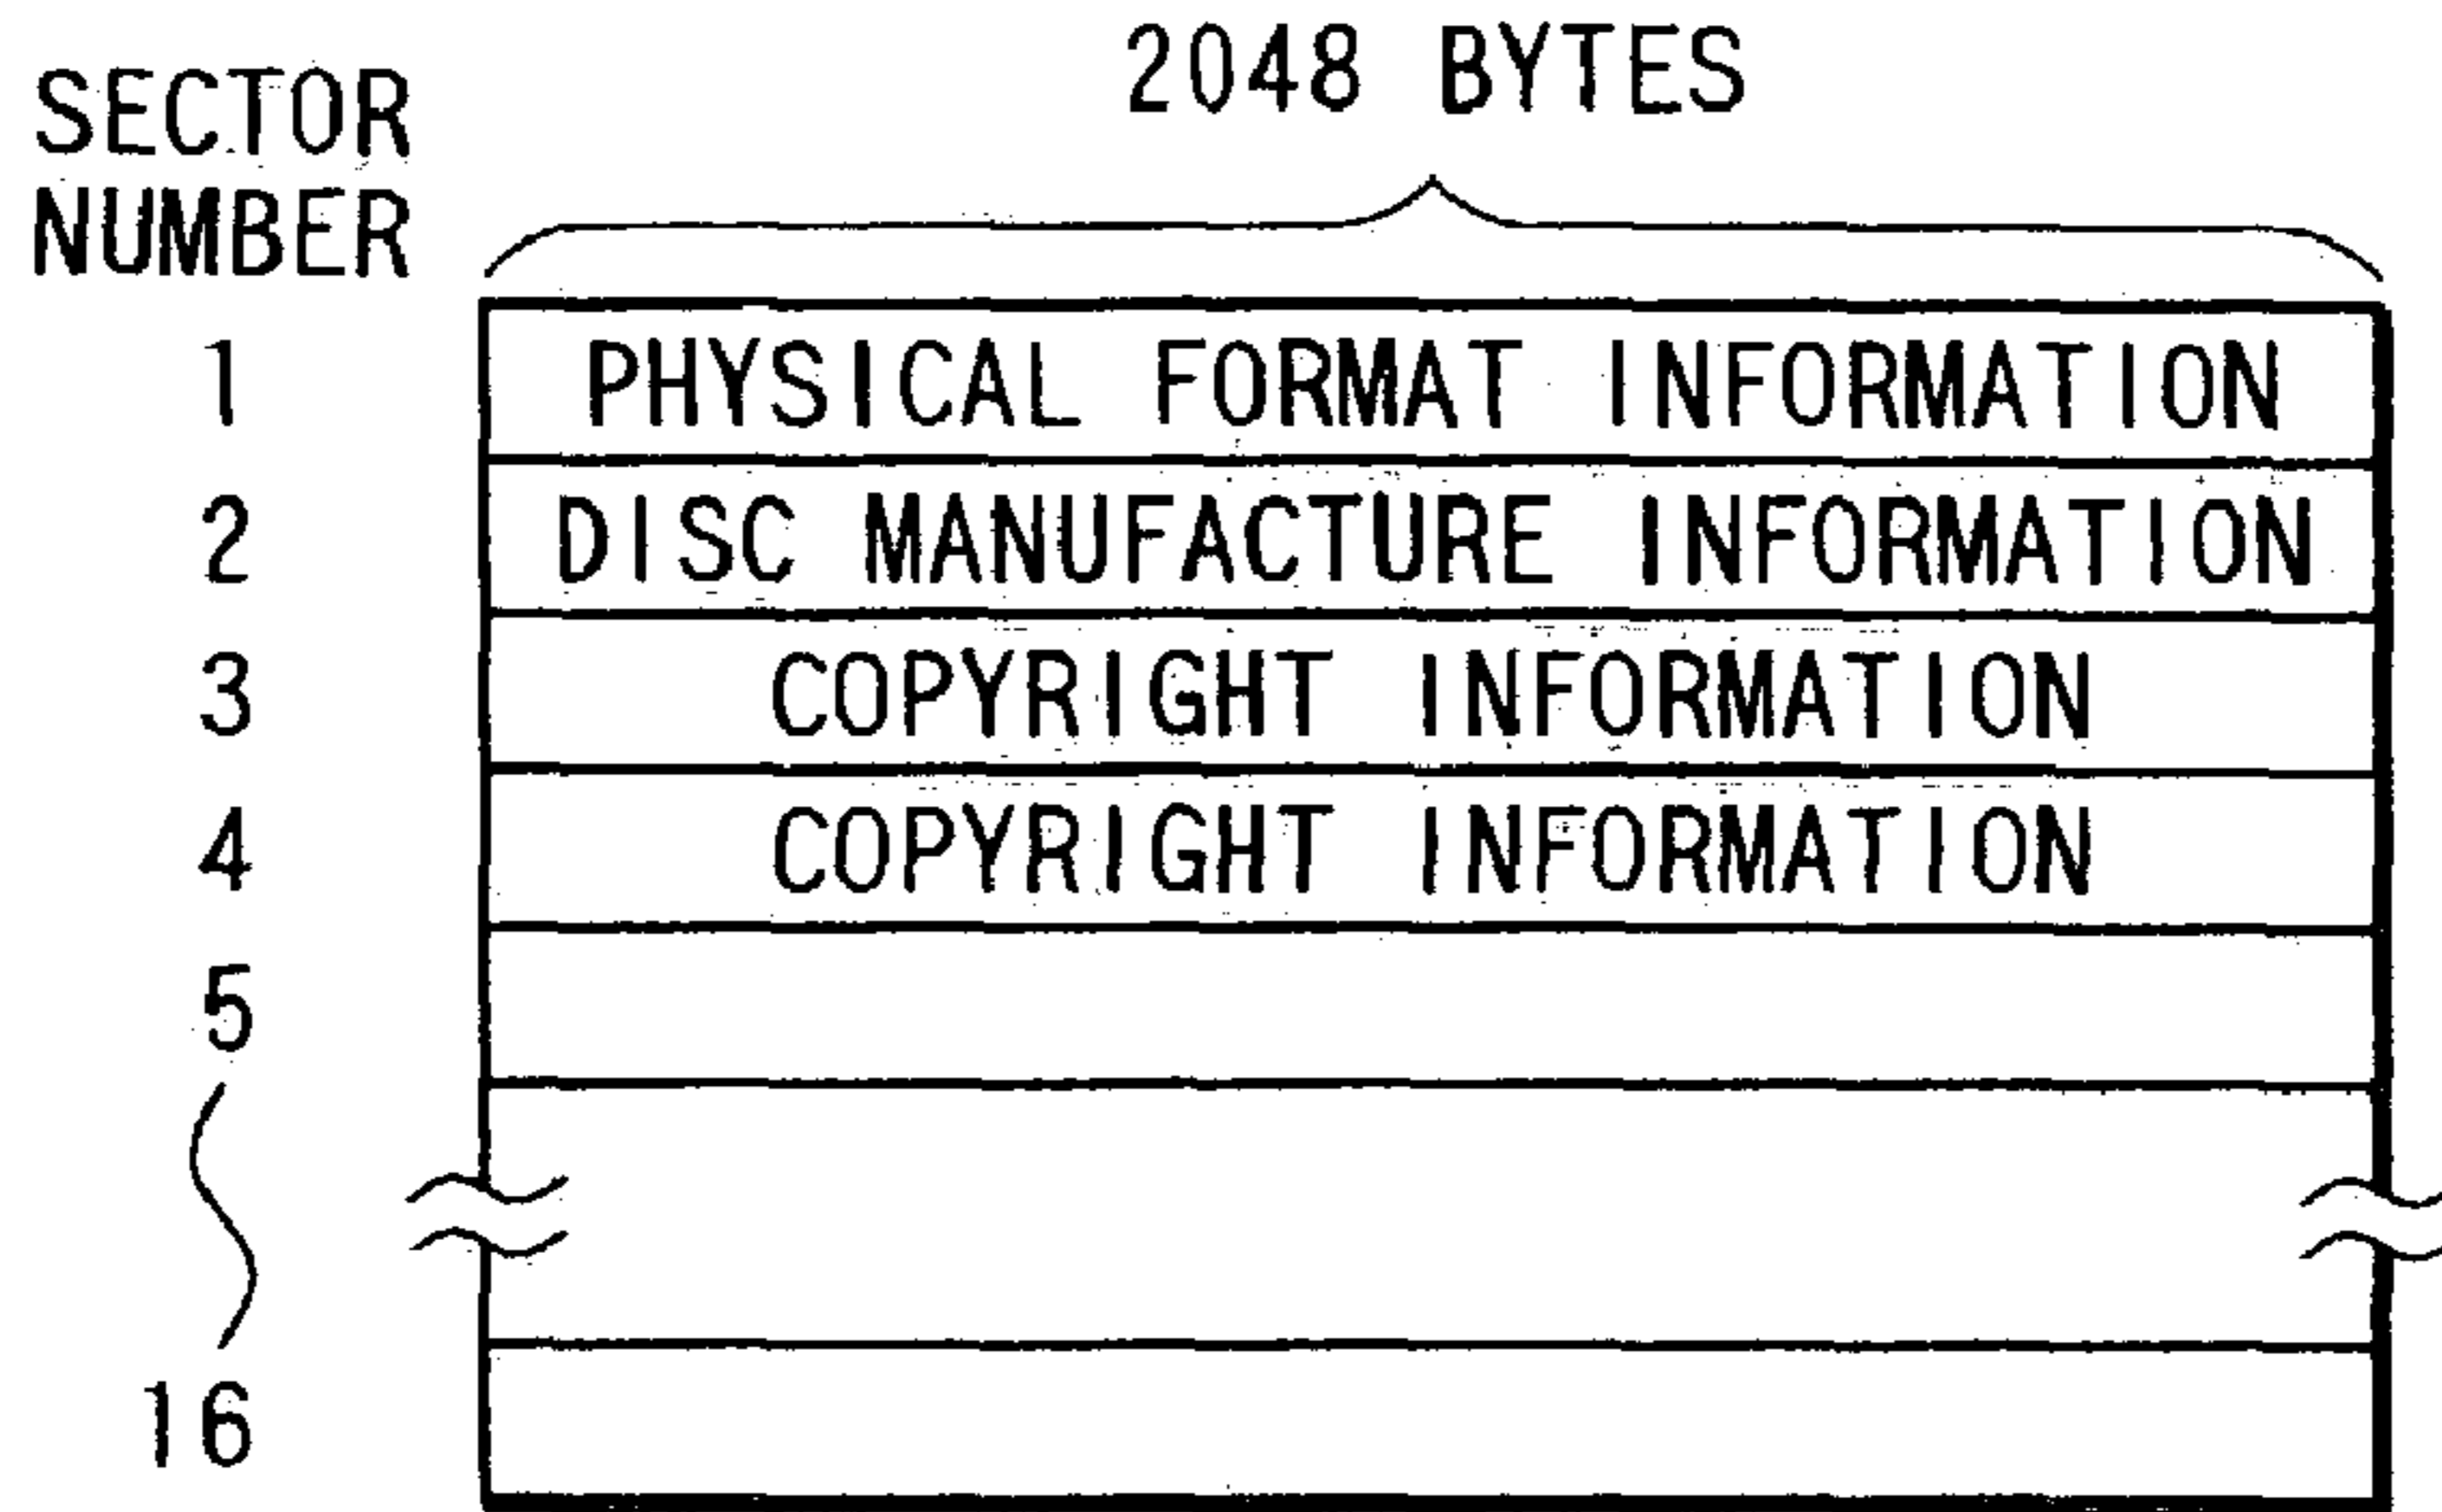 2048 BYTES
SECTOR
NUMBER
1 PHYSICAL FORMAT INFORMATION
2 DISC MANUFACTURE INFORMATION
3 COPYRIGHT INFORMATION
4 COPYRIGHT INFORMATION
5
16